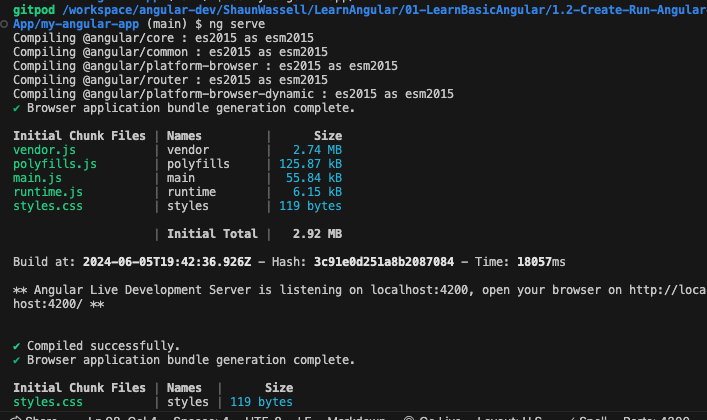 gitpod /workspace/angular-dev/ShaunWassell/LearnAngular/01-LearnBasicAngular/1.2-Create-Run-Angular-
App/my-angular-app (main) $ ng serve
Compiling @angular/core : es2015 as esm2015
Compiling @angular/common : es2015 as esm2015
Compiling @angular/platform-browser : es2015 as esm2015
Compiling @angular/router : es2015 as esm2015
Compiling @angular/platform-browser-dynamic : es2015 as esm2015
✔ Browser application bundle generation complete.
Initial Chunk Files | Names | Size
vendor.js | vendor | 2.74 MB
polyfills.js | polyfills | 125.87 kB
main.js | main | 55.84 kB
runtime.js | runtime | 6.15 kB
styles.css | styles | 119 bytes
| Initial Total | 2.92 MB
Build at: 2024-06-05T19:42:36.926Z - Hash: 3c91e0d251a8b2087084 - Time: 18057ms
** Angular Live Development Server is listening on localhost:4200, open your browser on http://loca
host:4200/ **
✔ Compiled successfully.
✔ Browser application bundle generation complete.
Initial Chunk Files | Names | Size
styles.css | styles | 119 bytes